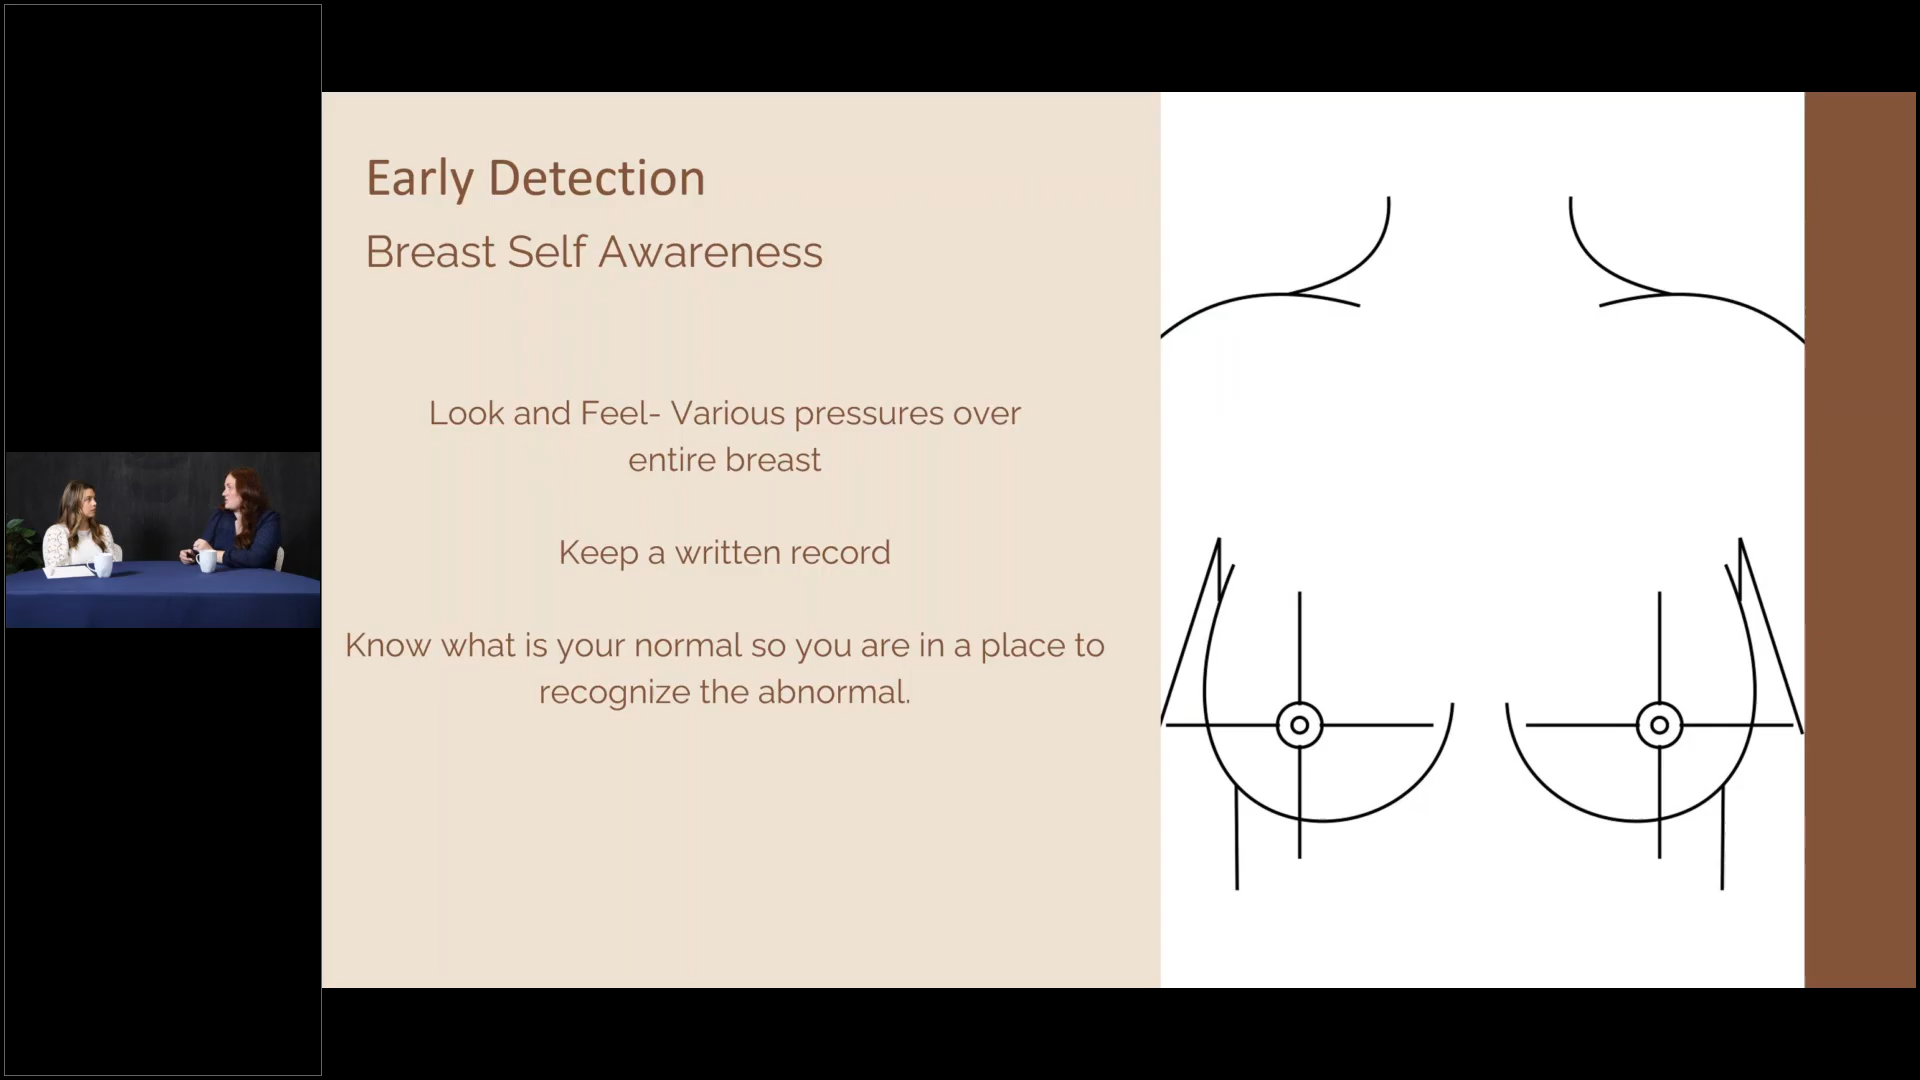 Early Detection
Breast Self Awareness
Look and Feel- Various pressures over
entire breast
Keep a written record
Know what is your normal so you are in a place to
recognize the abnormal.